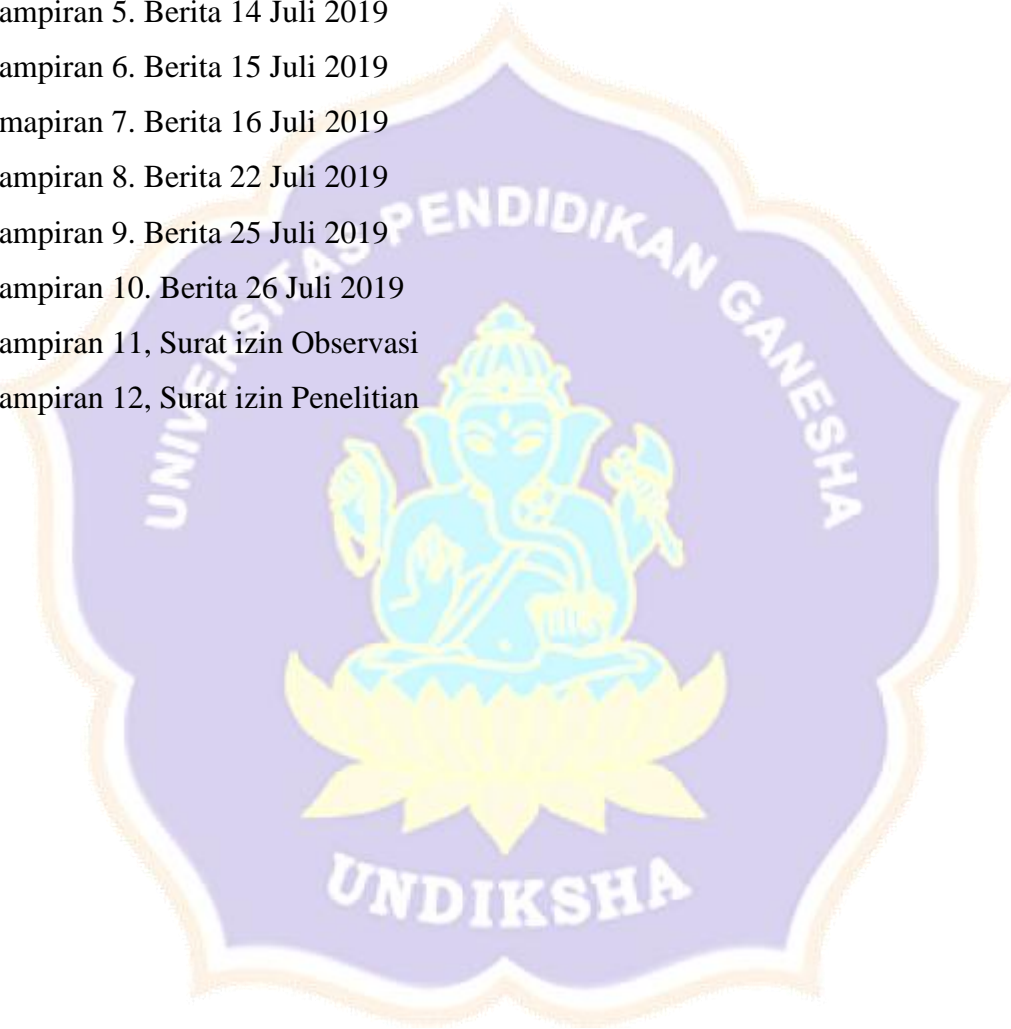 ampiran 5. Berita 14 Juli 2019
ampiran 6. Berita 15 Juli 2019
mapiran 7. Berita 16 Juli 2019
ampiran 8. Berita 22 Juli 2019
ampiran 9. Berita 25 Juli 2019
ampiran 10. Berita 26 Juli 2019
ampiran 11, Surat izin Observasi
ampiran 12, Surat izin Penelitian
UNIVERSITAS PENDIDIKAN GANESHA
UNDIKSHA